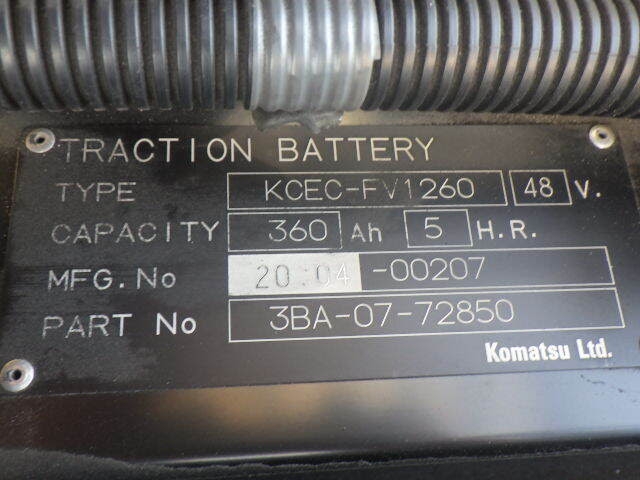 TRACTION BATTERY
TYPE KCEC-FV1260 48 V.
CAPACITY 360 Ah 5 H.R.
MFG.No 20.04 -00207
PART No 3BA-07-72850
Komatsu Ltd.